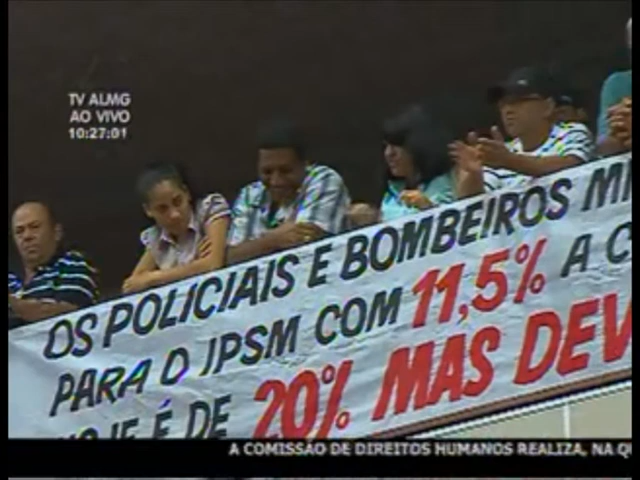 TV ALMG
AO VIVO
10:27:01
OS POLICIAIS E BOMBEIROS
PARA O IPSM COM 11,5% A
É DE 20% MAS
A COMISSÃO DE DIREITOS HUMANOS REALIZA, NA